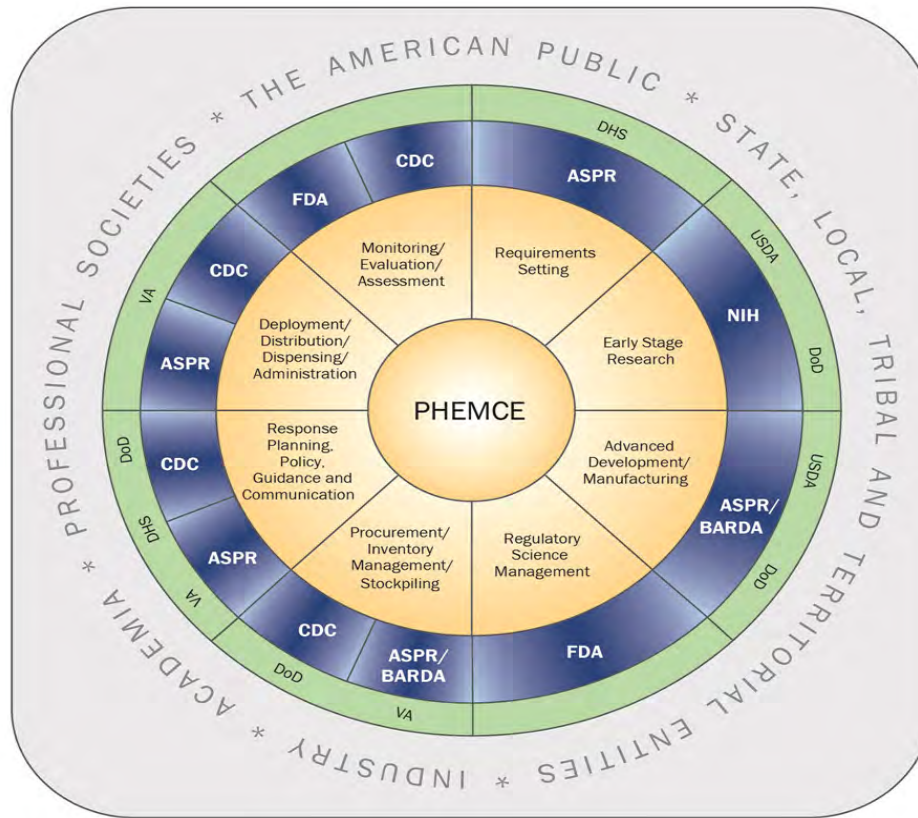 PROFESSIONAL SOCIETIES * THE AMERICAN PUBLIC * STATE, LOCAL, TRIBAL AND TERRITORIAL ENTITIES * INDUSTRY * ACADEMIA *
DHS
USDA
DoD
USDA
DoD
VA
DoD
VA
DHS
DoD
VA
ASPR
NIH
ASPR/
BARDA
FDA
ASPR/
BARDA
CDC
ASPR
CDC
ASPR
CDC
FDA
CDC
Requirements
Setting
Early Stage
Research
Advanced
Development/
Manufacturing
Regulatory
Science
Management
Procurement/
Inventory
Management/
Stockpiling
Response
Planning,
Policy,
Guidance and
Communication
Deployment/
Distribution/
Dispensing/
Administration
Monitoring/
Evaluation/
Assessment
PHEMCE